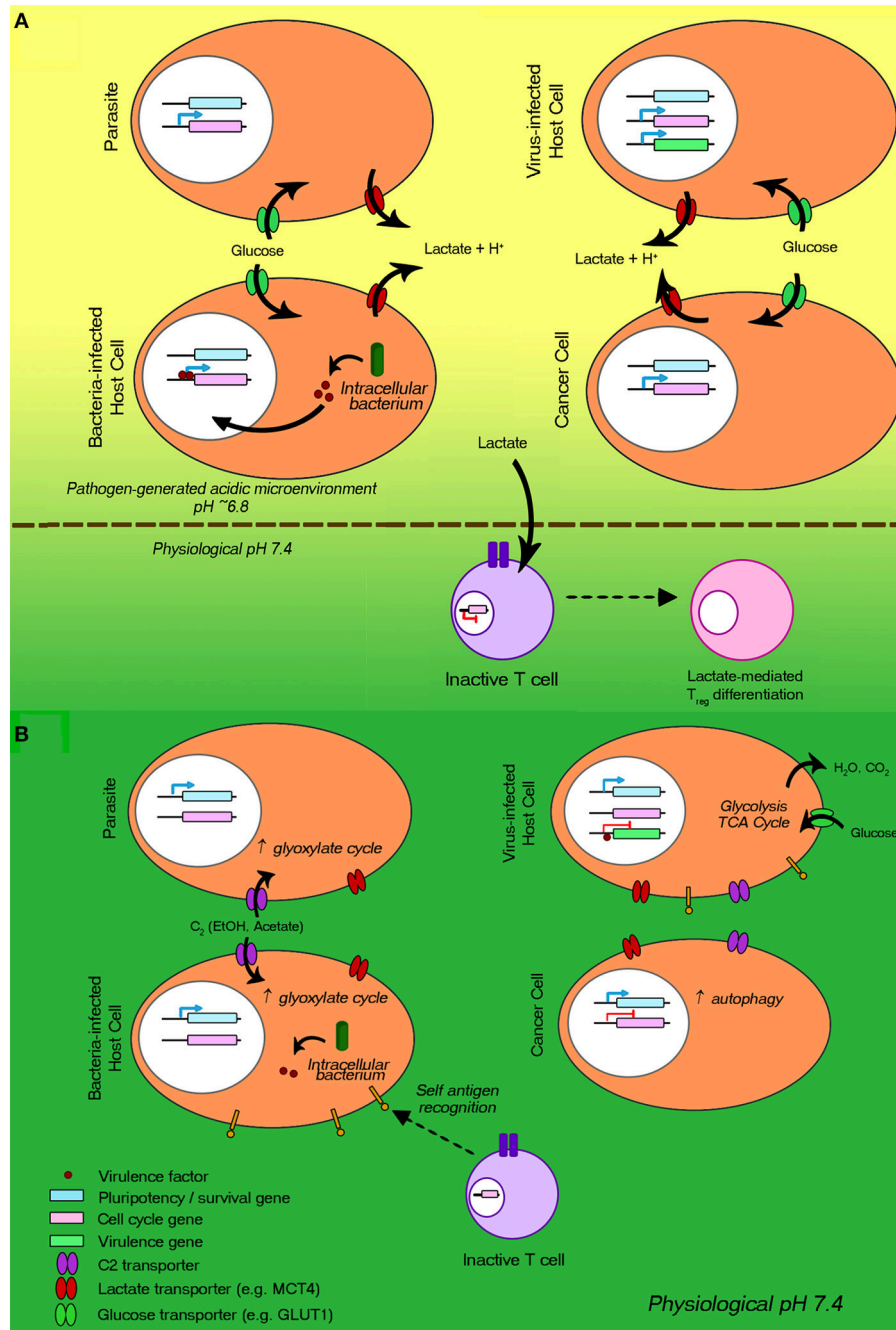 A
Parasite
Glucose
Lactate + H⁺
Bacteria-infected
Host Cell
Intracellular
bacterium
Virus-infected
Host Cell
Lactate + H⁺
Glucose
Cancer Cell
Lactate
Pathogen-generated acidic microenvironment
pH ~6.8
Physiological pH 7.4
Inactive T cell
Lactate-mediated
Treg differentiation
B
Parasite
↑ glyoxylate cycle
C₂ (EtOH, Acetate)
Bacteria-infected
Host Cell
↑ glyoxylate cycle
Intracellular
bacterium
Virus-infected
Host Cell
Glycolysis
TCA Cycle
H₂O, CO₂
Glucose
Cancer Cell
↑ autophagy
Self antigen
recognition
Inactive T cell
Virulence factor
Pluripotency / survival gene
Cell cycle gene
Virulence gene
C2 transporter
Lactate transporter (e.g. MCT4)
Glucose transporter (e.g. GLUT1)
Physiological pH 7.4